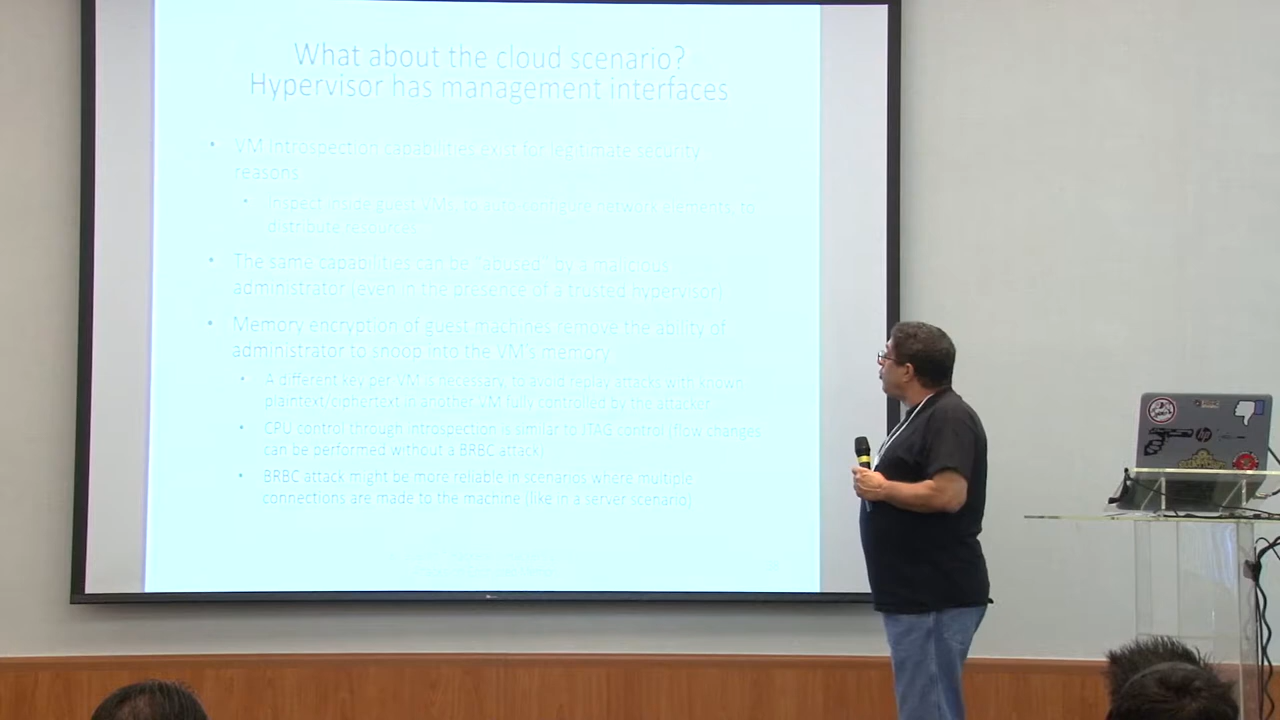 What about the cloud scenario?
Hypervisor has management interfaces
• VM introspection capabilities exist for legitimate security
reasons
• Inspect inside guest VMs, to auto-configure network elements, to
distribute resources
• The same capabilities can be "abused" by a malicious
administrator (even in the presence of a trusted hypervisor)
• Memory encryption of guest machines remove the ability of
administrator to snoop into the VM's memory
• A different key per VM is necessary, to avoid replay attacks with known
plaintext/ciphertext in another VM fully controlled by the attacker
• CPU control through introspection is similar to JTAG control (flow changes
can be performed without a BRBC attack)
• BRBC attack might be more reliable in scenarios where multiple
connections are made to the machine (like in a server scenario)
hp